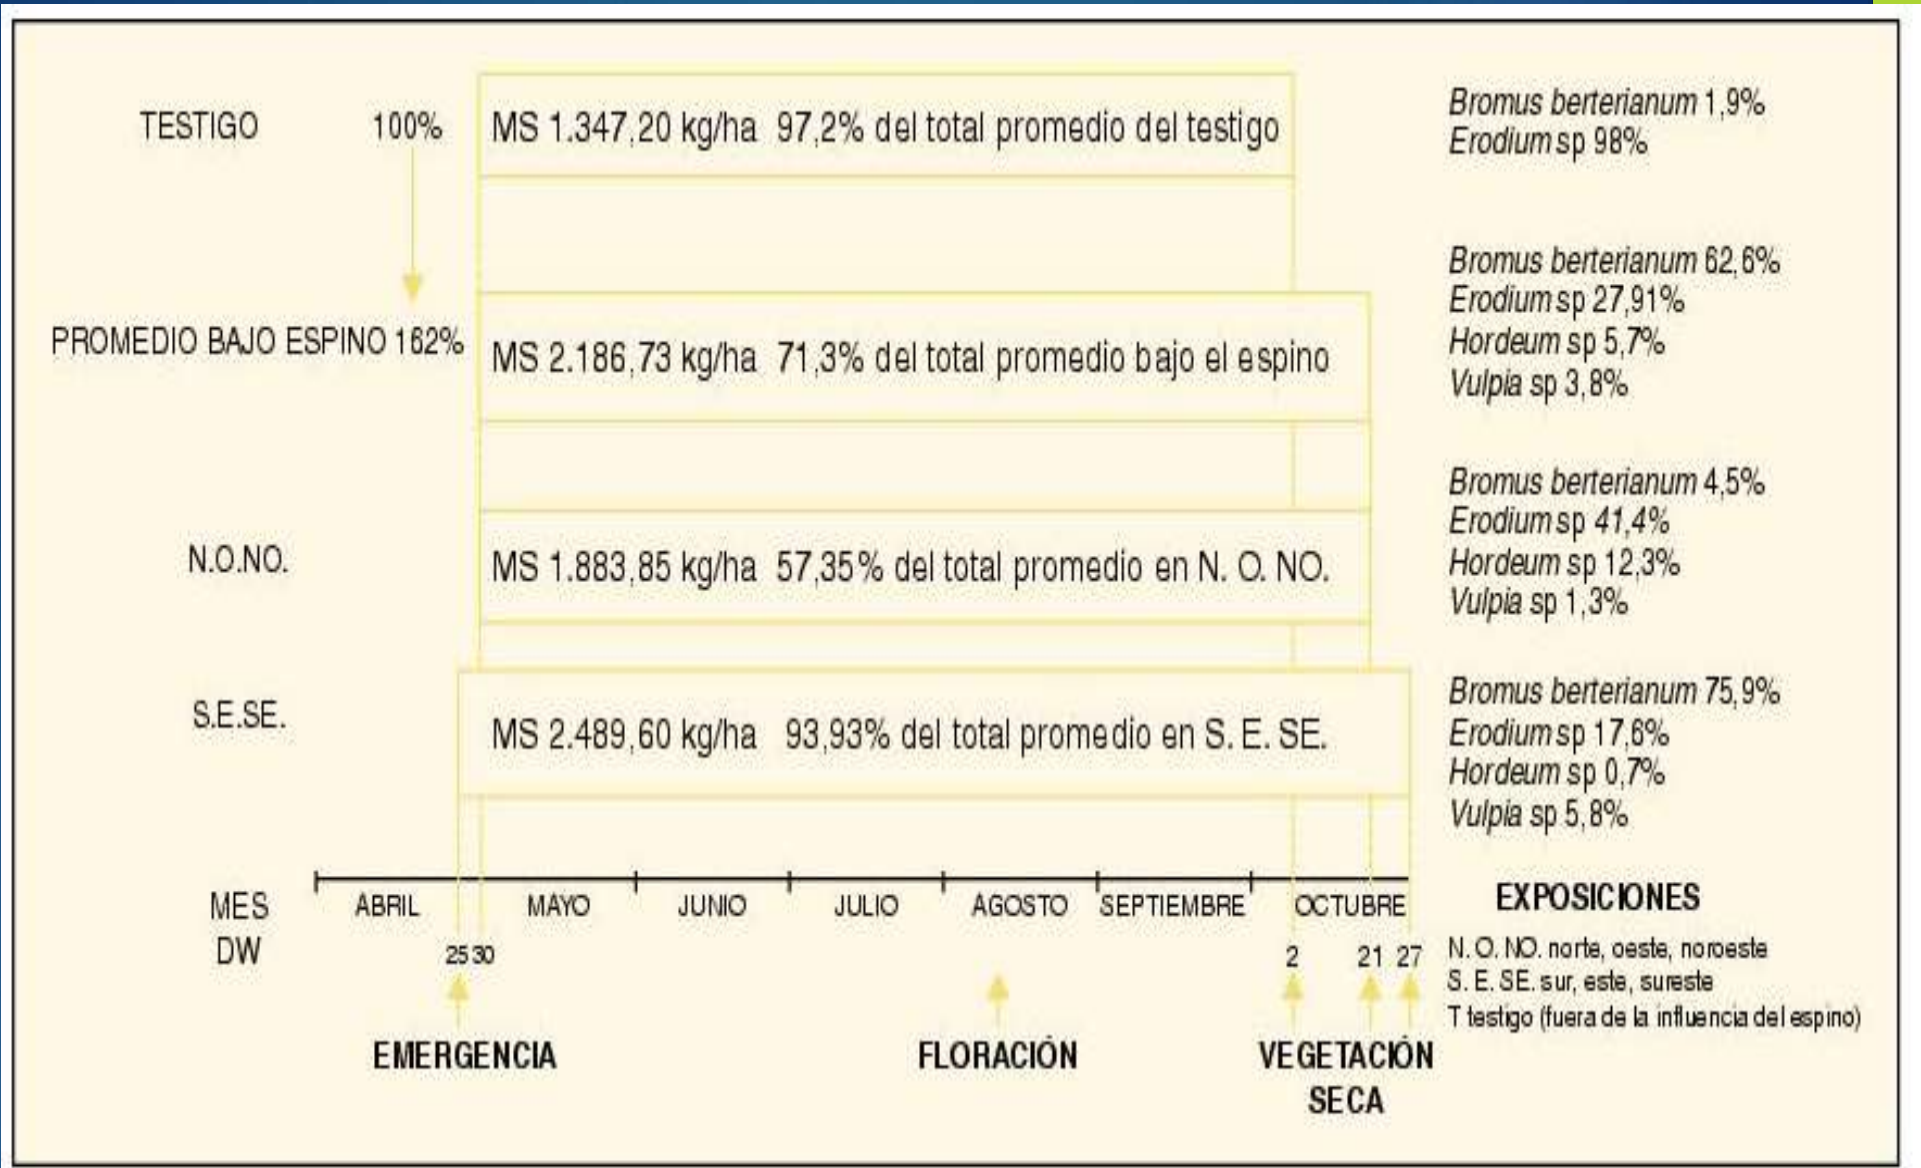 TESTIGO 100% MS 1.347,20 kg/ha 97,2% del total promedio del testigo
Bromus berterianum 1,9%
Erodium sp 98%
PROMEDIO BAJO ESPINO 162% MS 2.186,73 kg/ha 71,3% del total promedio bajo el espino
Bromus berterianum 62,6%
Erodium sp 27,91%
Hordeum sp 5,7%
Vulpia sp 3,8%
N.O.NO. MS 1.883,85 kg/ha 57,35% del total promedio en N. O. NO.
Bromus berterianum 4,5%
Erodium sp 41,4%
Hordeum sp 12,3%
Vulpia sp 1,3%
S.E.SE. MS 2.489,60 kg/ha 93,93% del total promedio en S. E. SE.
Bromus berterianum 75,9%
Erodium sp 17,6%
Hordeum sp 0,7%
Vulpia sp 5,8%
MES ABRIL MAYO JUNIO JULIO AGOSTO SEPTIEMBRE OCTUBRE
DW 25 30 2 21 27
EMERGENCIA FLORACIÓN VEGETACIÓN
SECA
EXPOSICIONES
N. O. NO. norte, oeste, noroeste
S. E. SE. sur, este, sureste
T testigo (fuera de la influencia del espino)